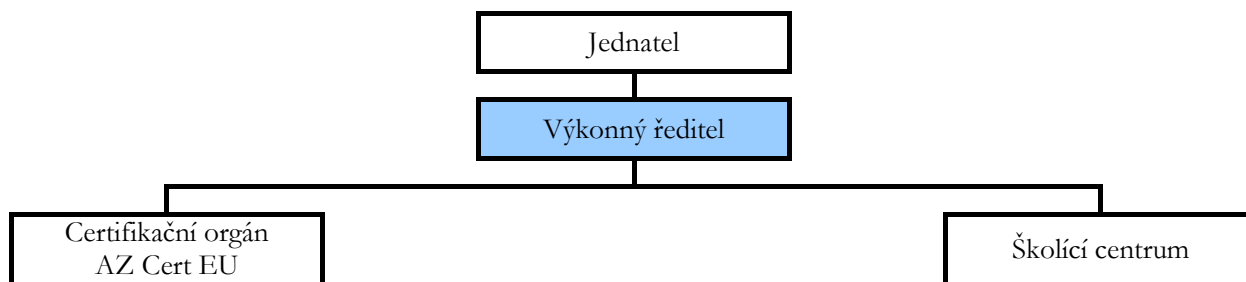 Jednatel
Výkonný ředitel
Certifikační orgán
AZ Cert EU
Školící centrum